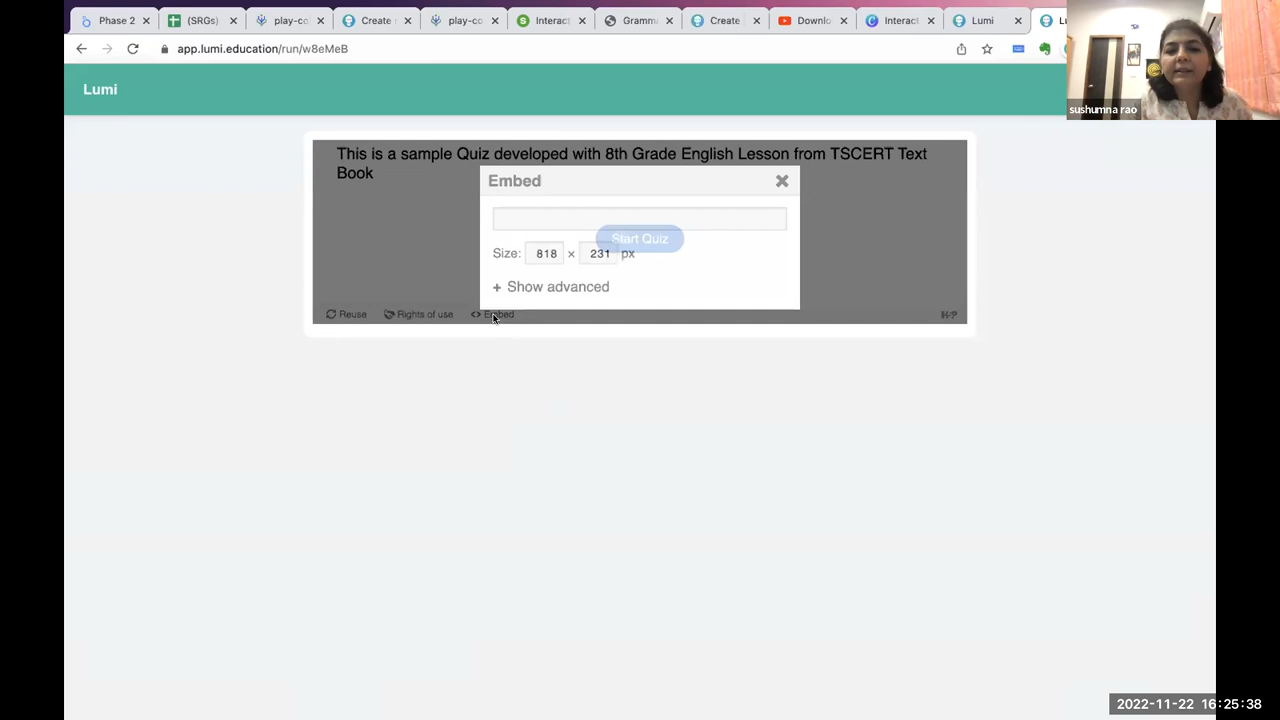 Phase 2
(SRGs)
play-co
Create
play-co
Interact
Gramma
Create
Downlo
Interact
Lumi
app.lumi.education/run/w8eMeB
sushumna rao
Lumi
This is a sample Quiz developed with 8th Grade English Lesson from TSCERT Text
Book
Embed
Start Quiz
Size: 818 × 231 px
+ Show advanced
Reuse
Rights of use
<> Embed
H5P
2022-11-22 16:25:38